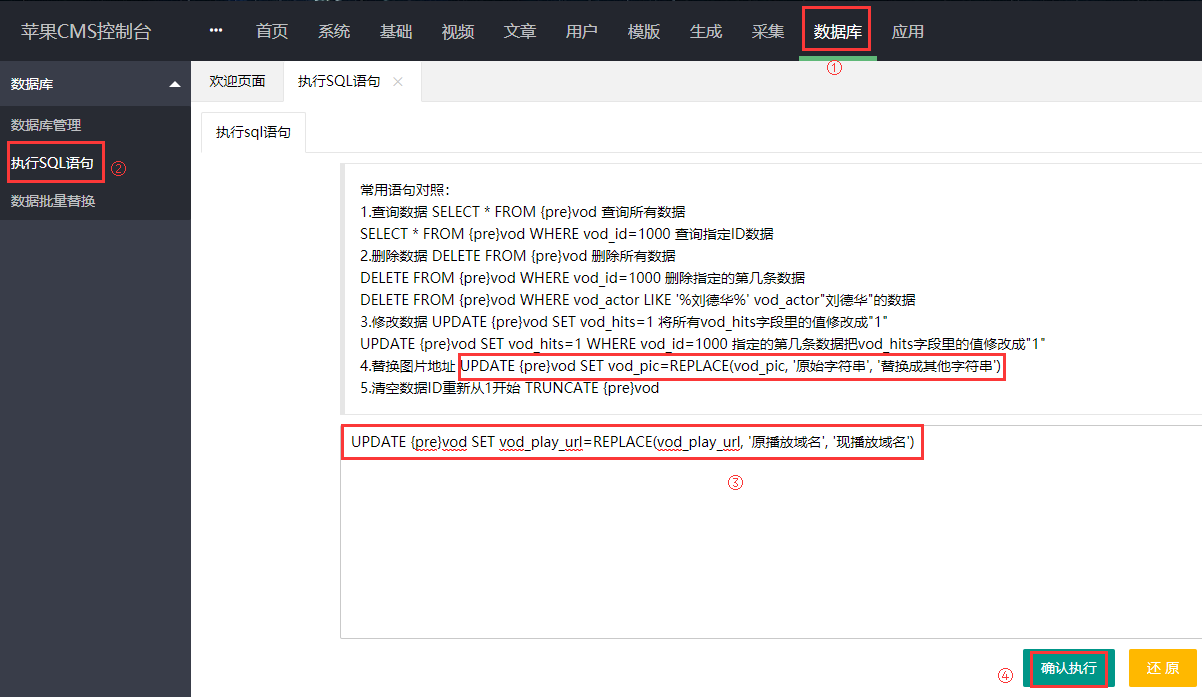 苹果CMS控制台 ··· 首页 系统 基础 视频 文章 用户 模版 生成 采集 数据库 应用
①
数据库
欢迎页面 执行SQL语句 ×
数据库管理
执行SQL语句 ②
数据批量替换
执行sql语句
常用语句对照：
1.查询数据 SELECT * FROM {pre}vod 查询所有数据
SELECT * FROM {pre}vod WHERE vod_id=1000 查询指定ID数据
2.删除数据 DELETE FROM {pre}vod 删除所有数据
DELETE FROM {pre}vod WHERE vod_id=1000 删除指定的第几条数据
DELETE FROM {pre}vod WHERE vod_actor LIKE '%刘德华%' vod_actor"刘德华"的数据
3.修改数据 UPDATE {pre}vod SET vod_hits=1 将所有vod_hits字段里的值修改成"1"
UPDATE {pre}vod SET vod_hits=1 WHERE vod_id=1000 指定的第几条数据把vod_hits字段里的值修改成"1"
4.替换图片地址 UPDATE {pre}vod SET vod_pic=REPLACE(vod_pic, '原始字符串', '替换成其他字符串')
5.清空数据ID重新从1开始 TRUNCATE {pre}vod
UPDATE {pre}vod SET vod_play_url=REPLACE(vod_play_url, '原播放域名', '现播放域名')
③
④ 确认执行 还 原